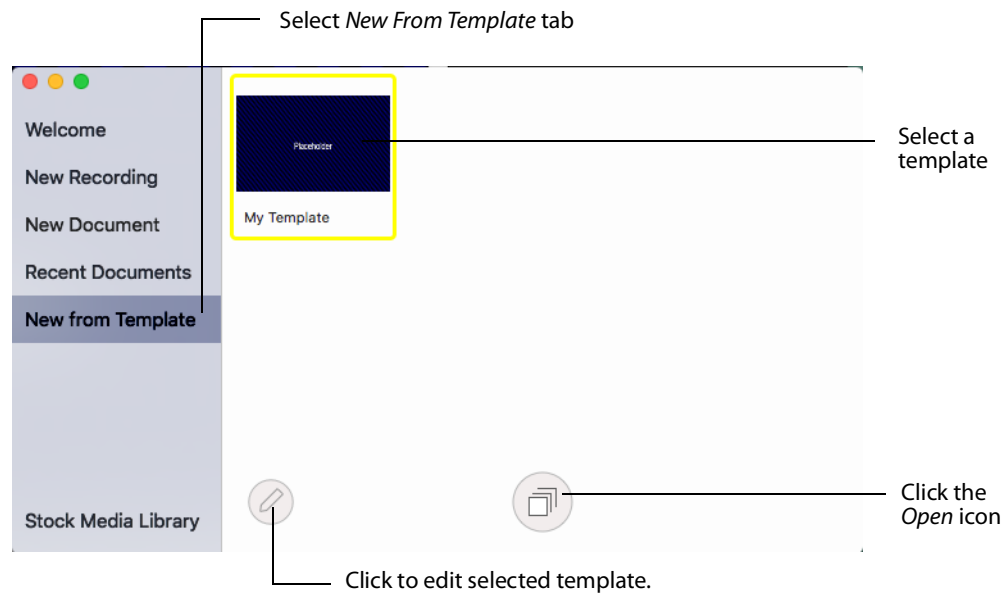 Select New From Template tab
Welcome
New Recording
New Document
Recent Documents
New from Template
Stock Media Library
Placeholder
My Template
Select a
template
Click the
Open icon
Click to edit selected template.